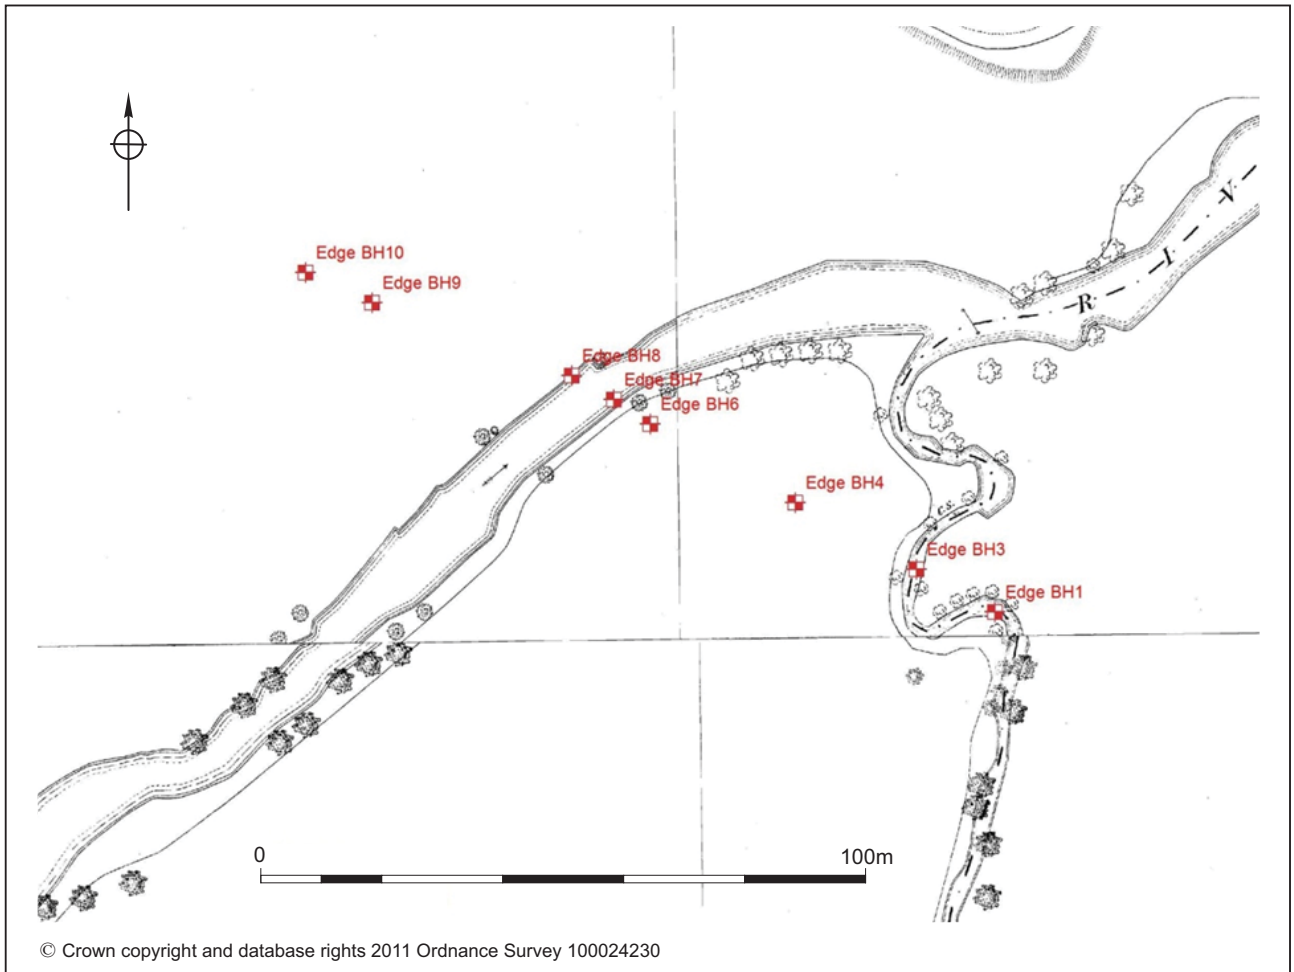 Edge BH10
Edge BH9
Edge BH8
Edge BH7
Edge BH6
Edge BH4
Edge BH3
Edge BH1
R I V
C.S.
0
100m
© Crown copyright and database rights 2011 Ordnance Survey 100024230